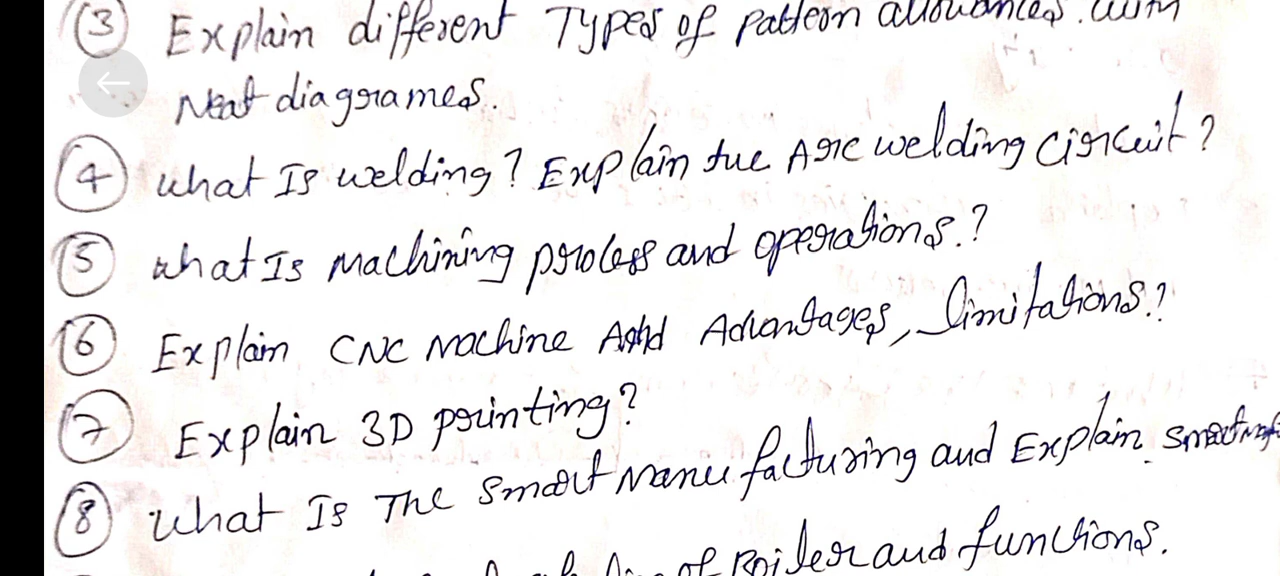 ③ Explain different Types of pattern allowances. with
Neat diagrames.
④ what Is welding? Explain the Arc welding circuit?
⑤ what Is Machining process and operations.?
⑥ Explain CNC Machine And Advantages, limitations.?
⑦ Explain 3D printing?
⑧ what Is The Smart Manufacturing and Explain
of Boiler and functions.